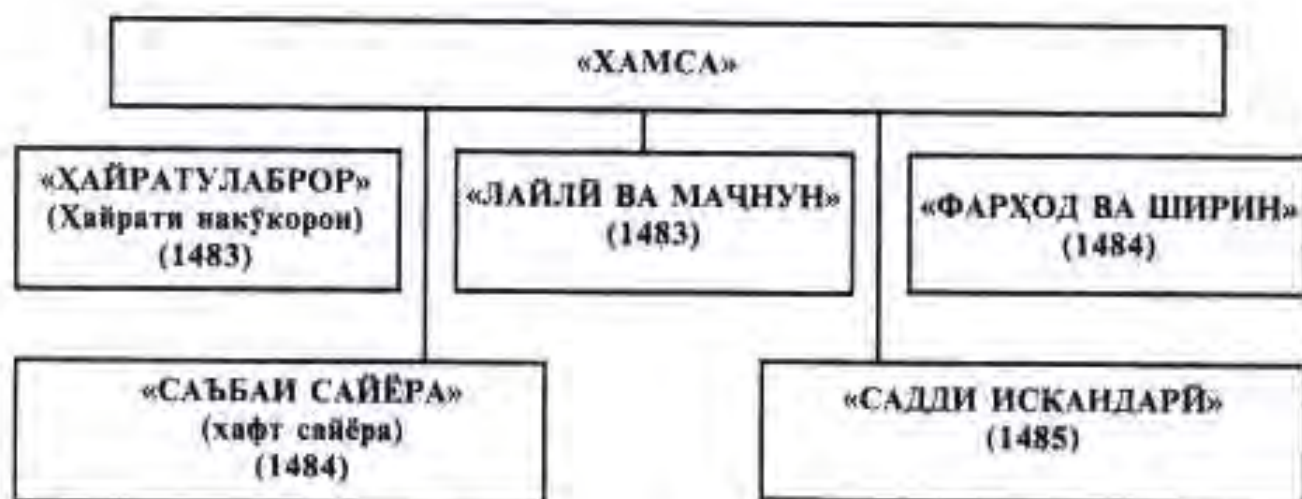 «ХАМСА»
«ҲАЙРАТУЛАБРОР»
(Ҳайрати накӯкорон)
(1483)
«ЛАЙЛӢ ВА МАҶНУН»
(1483)
«ФАРҲОД ВА ШИРИН»
(1484)
«САЪБАИ САЙЁРА»
(хафт сайёра)
(1484)
«САДДИ ИСКАНДАРӢ»
(1485)